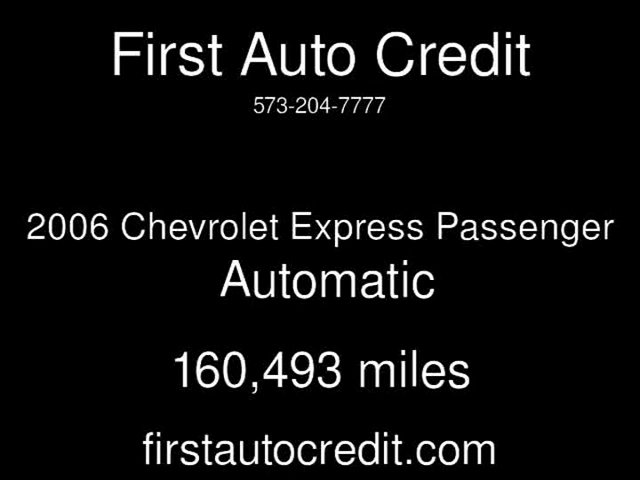 First Auto Credit
573-204-7777
2006 Chevrolet Express Passenger
Automatic
160,493 miles
firstautocredit.com